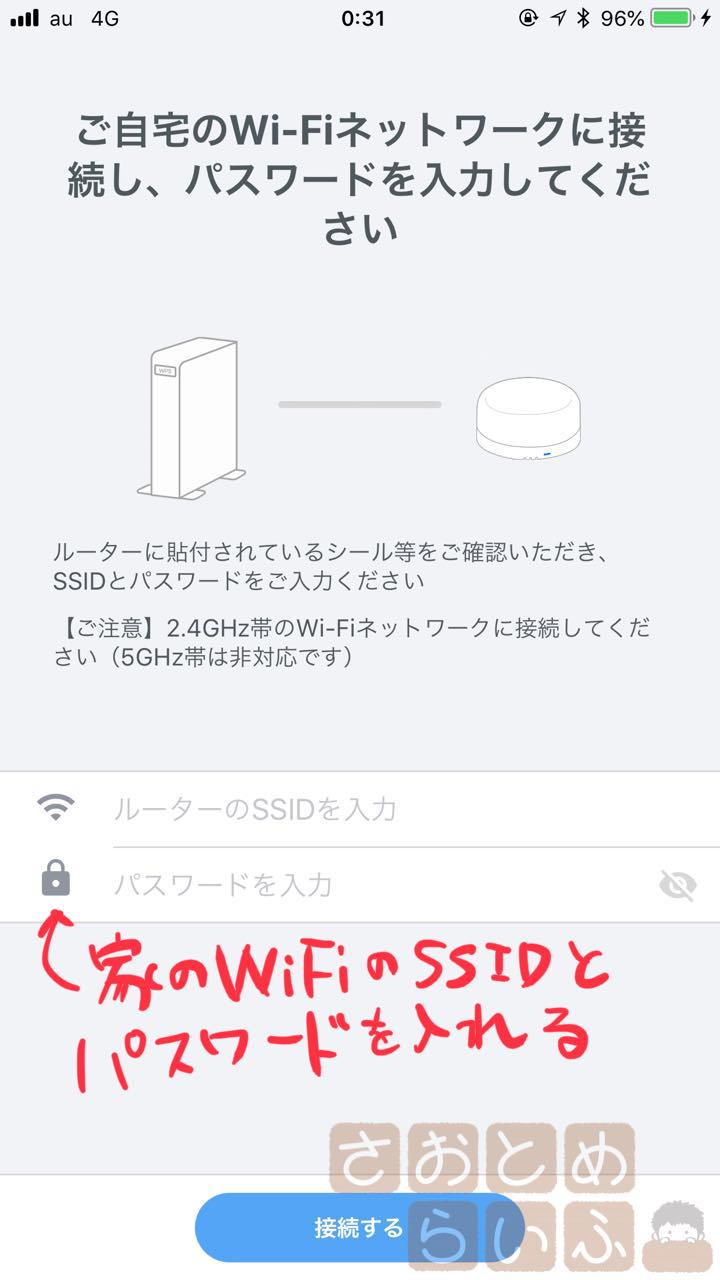 au 4G 0:31 96%
ご自宅のWi-Fiネットワークに接
続し、パスワードを入力してくだ
さい
WPS
ルーターに貼付されているシール等をご確認いただき、
SSIDとパスワードをご入力ください
【ご注意】2.4GHz帯のWi-Fiネットワークに接続してくだ
さい（5GHz帯は非対応です）
ルーターのSSIDを入力
パスワードを入力
家のWiFiのSSIDと
パスワードを入れる
さおとめ
らいふ
接続する